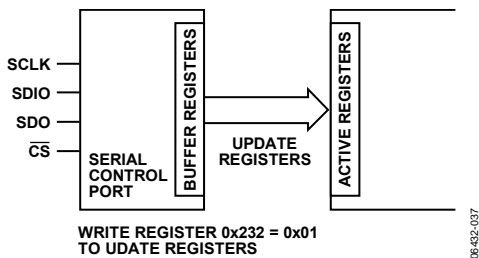 SCLK
SDIO
SDO
CS
SERIAL
CONTROL
PORT
BUFFER REGISTERS
UPDATE
REGISTERS
ACTIVE REGISTERS
WRITE REGISTER 0x232 = 0x01
TO UDATE REGISTERS
06432-037